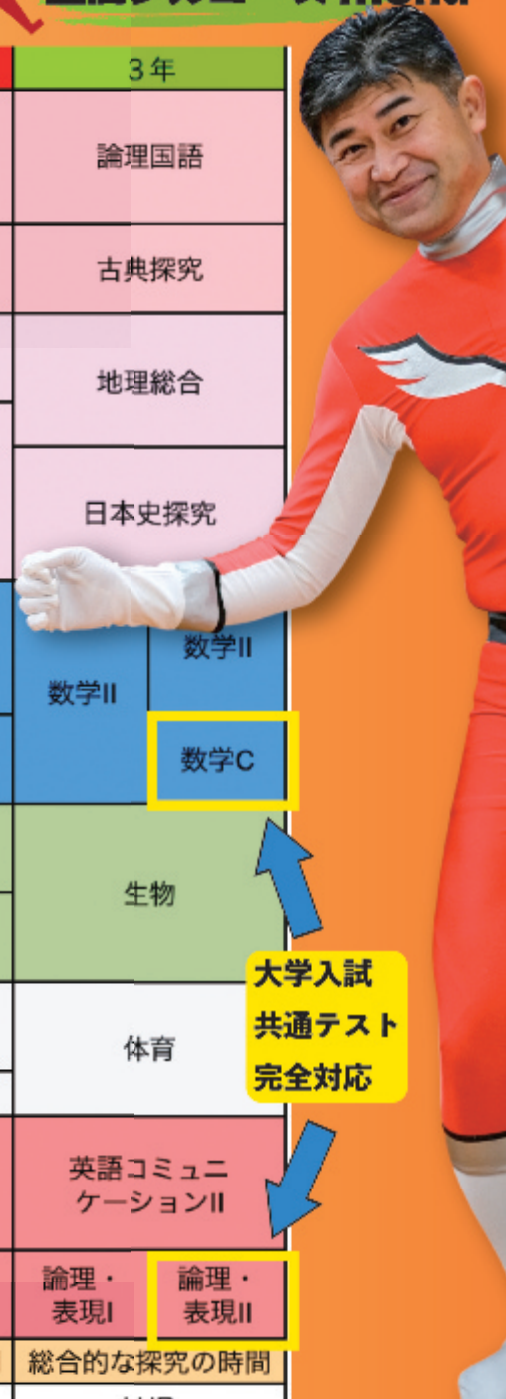 3年
論理国語
古典探究
地理総合
日本史探究
数学II
数学II
数学C
生物
大学入試
共通テスト
完全対応
体育
英語コミュニ
ケーションII
論理・
表現I
論理・
表現II
総合的な探究の時間